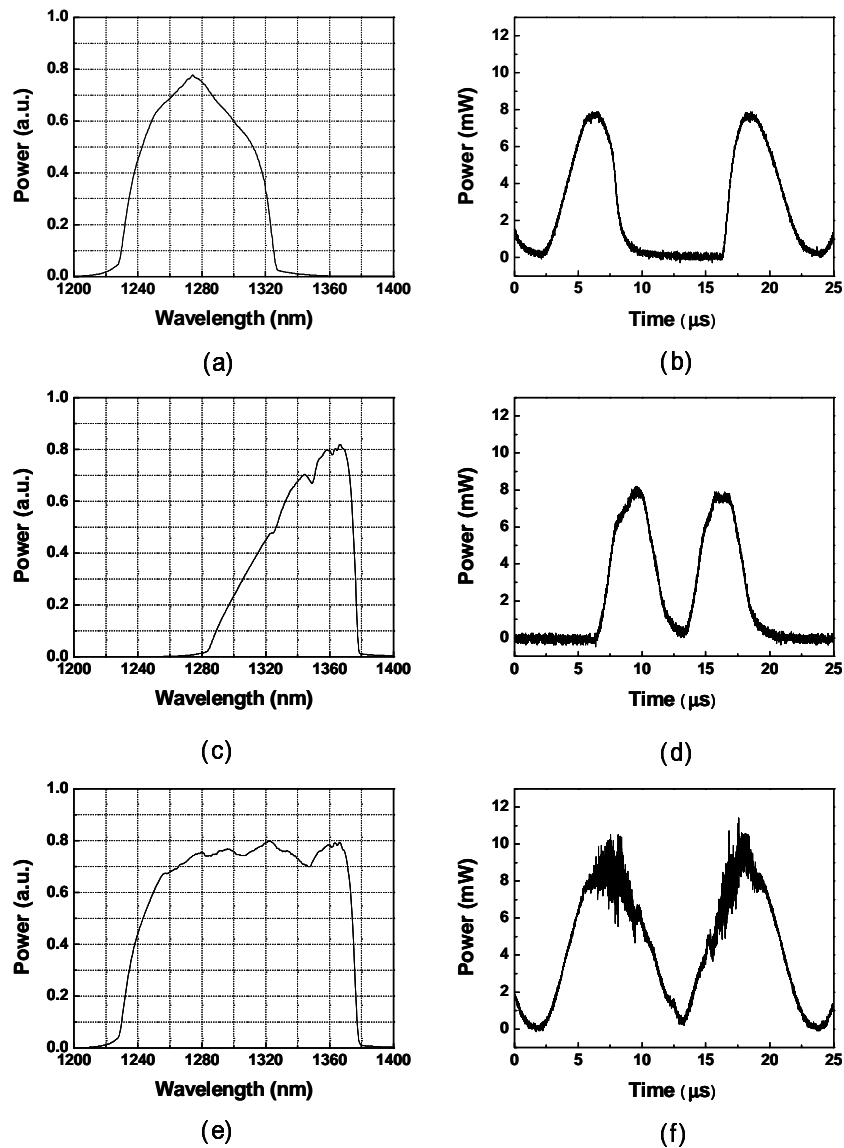 1.0
0.8
0.6
0.4
0.2
0.0
Power (a.u.)
1200 1240 1280 1320 1360 1400
Wavelength (nm)
(a)
12
10
8
6
4
2
0
Power (mW)
0 5 10 15 20 25
Time (μs)
(b)
1.0
0.8
0.6
0.4
0.2
0.0
Power (a.u.)
1200 1240 1280 1320 1360 1400
Wavelength (nm)
(c)
12
10
8
6
4
2
0
Power (mW)
0 5 10 15 20 25
Time (μs)
(d)
1.0
0.8
0.6
0.4
0.2
0.0
Power (a.u.)
1200 1240 1280 1320 1360 1400
Wavelength (nm)
(e)
12
10
8
6
4
2
0
Power (mW)
0 5 10 15 20 25
Time (μs)
(f)